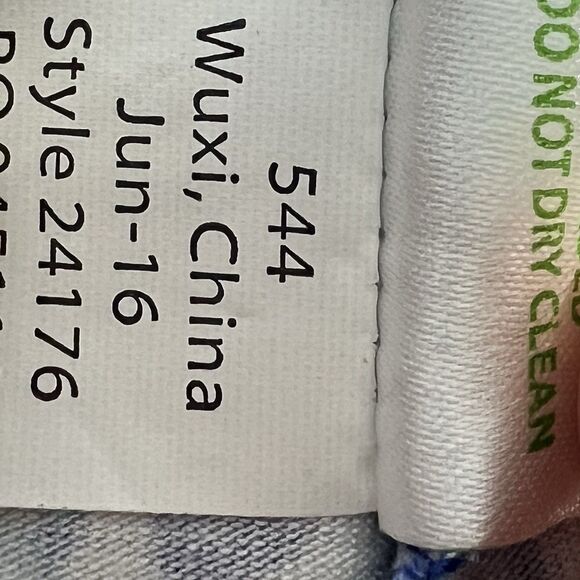 DO NOT DRY CLEAN
544
Wuxi, China
Jun-16
Style 24176